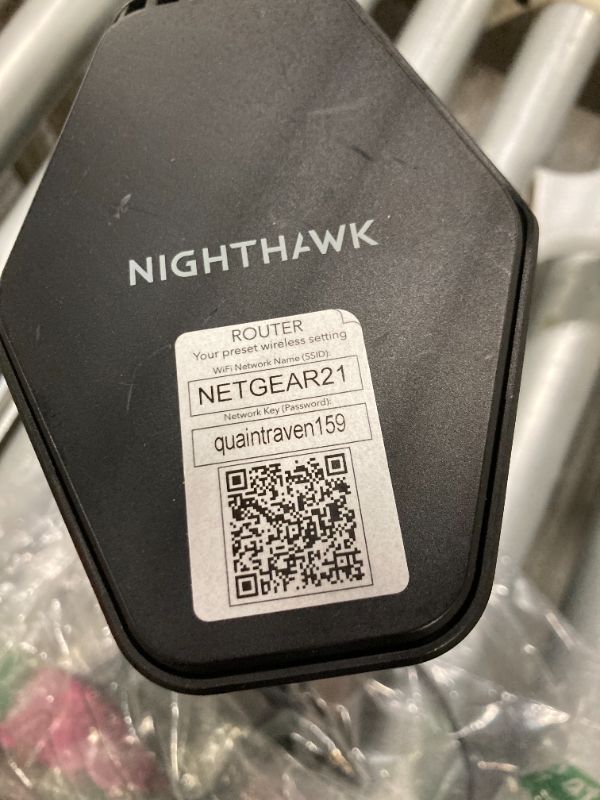 NIGHTHAWK
ROUTER
Your preset wireless setting
WiFi Network Name (SSID):
NETGEAR21
Network Key (Password):
quaintraven159